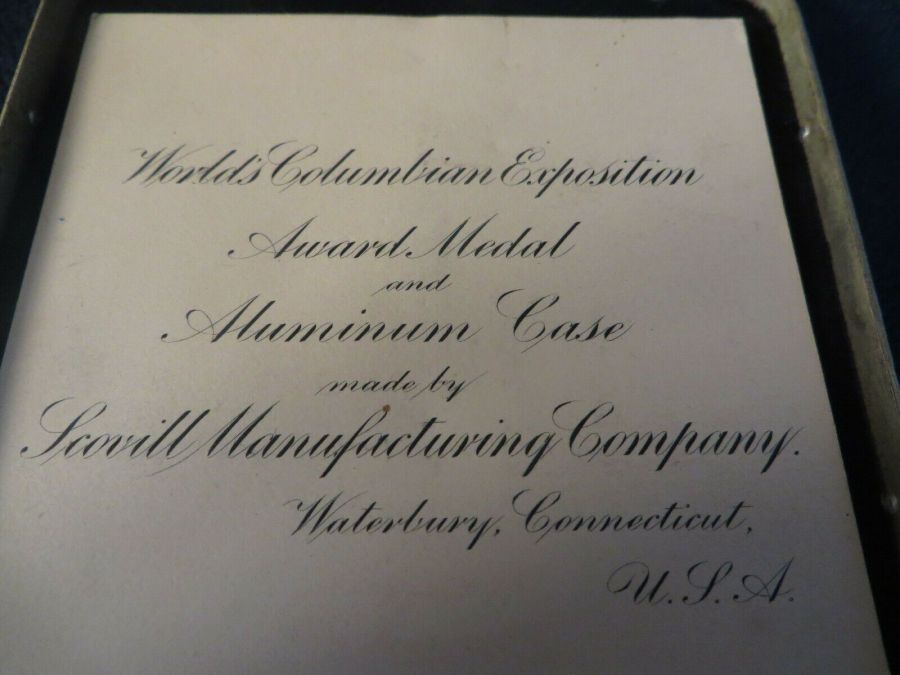 World's Columbian Exposition
Award Medal
and
Aluminum Case
made by
Scovill Manufacturing Company.
Waterbury, Connecticut,
U.S.A.